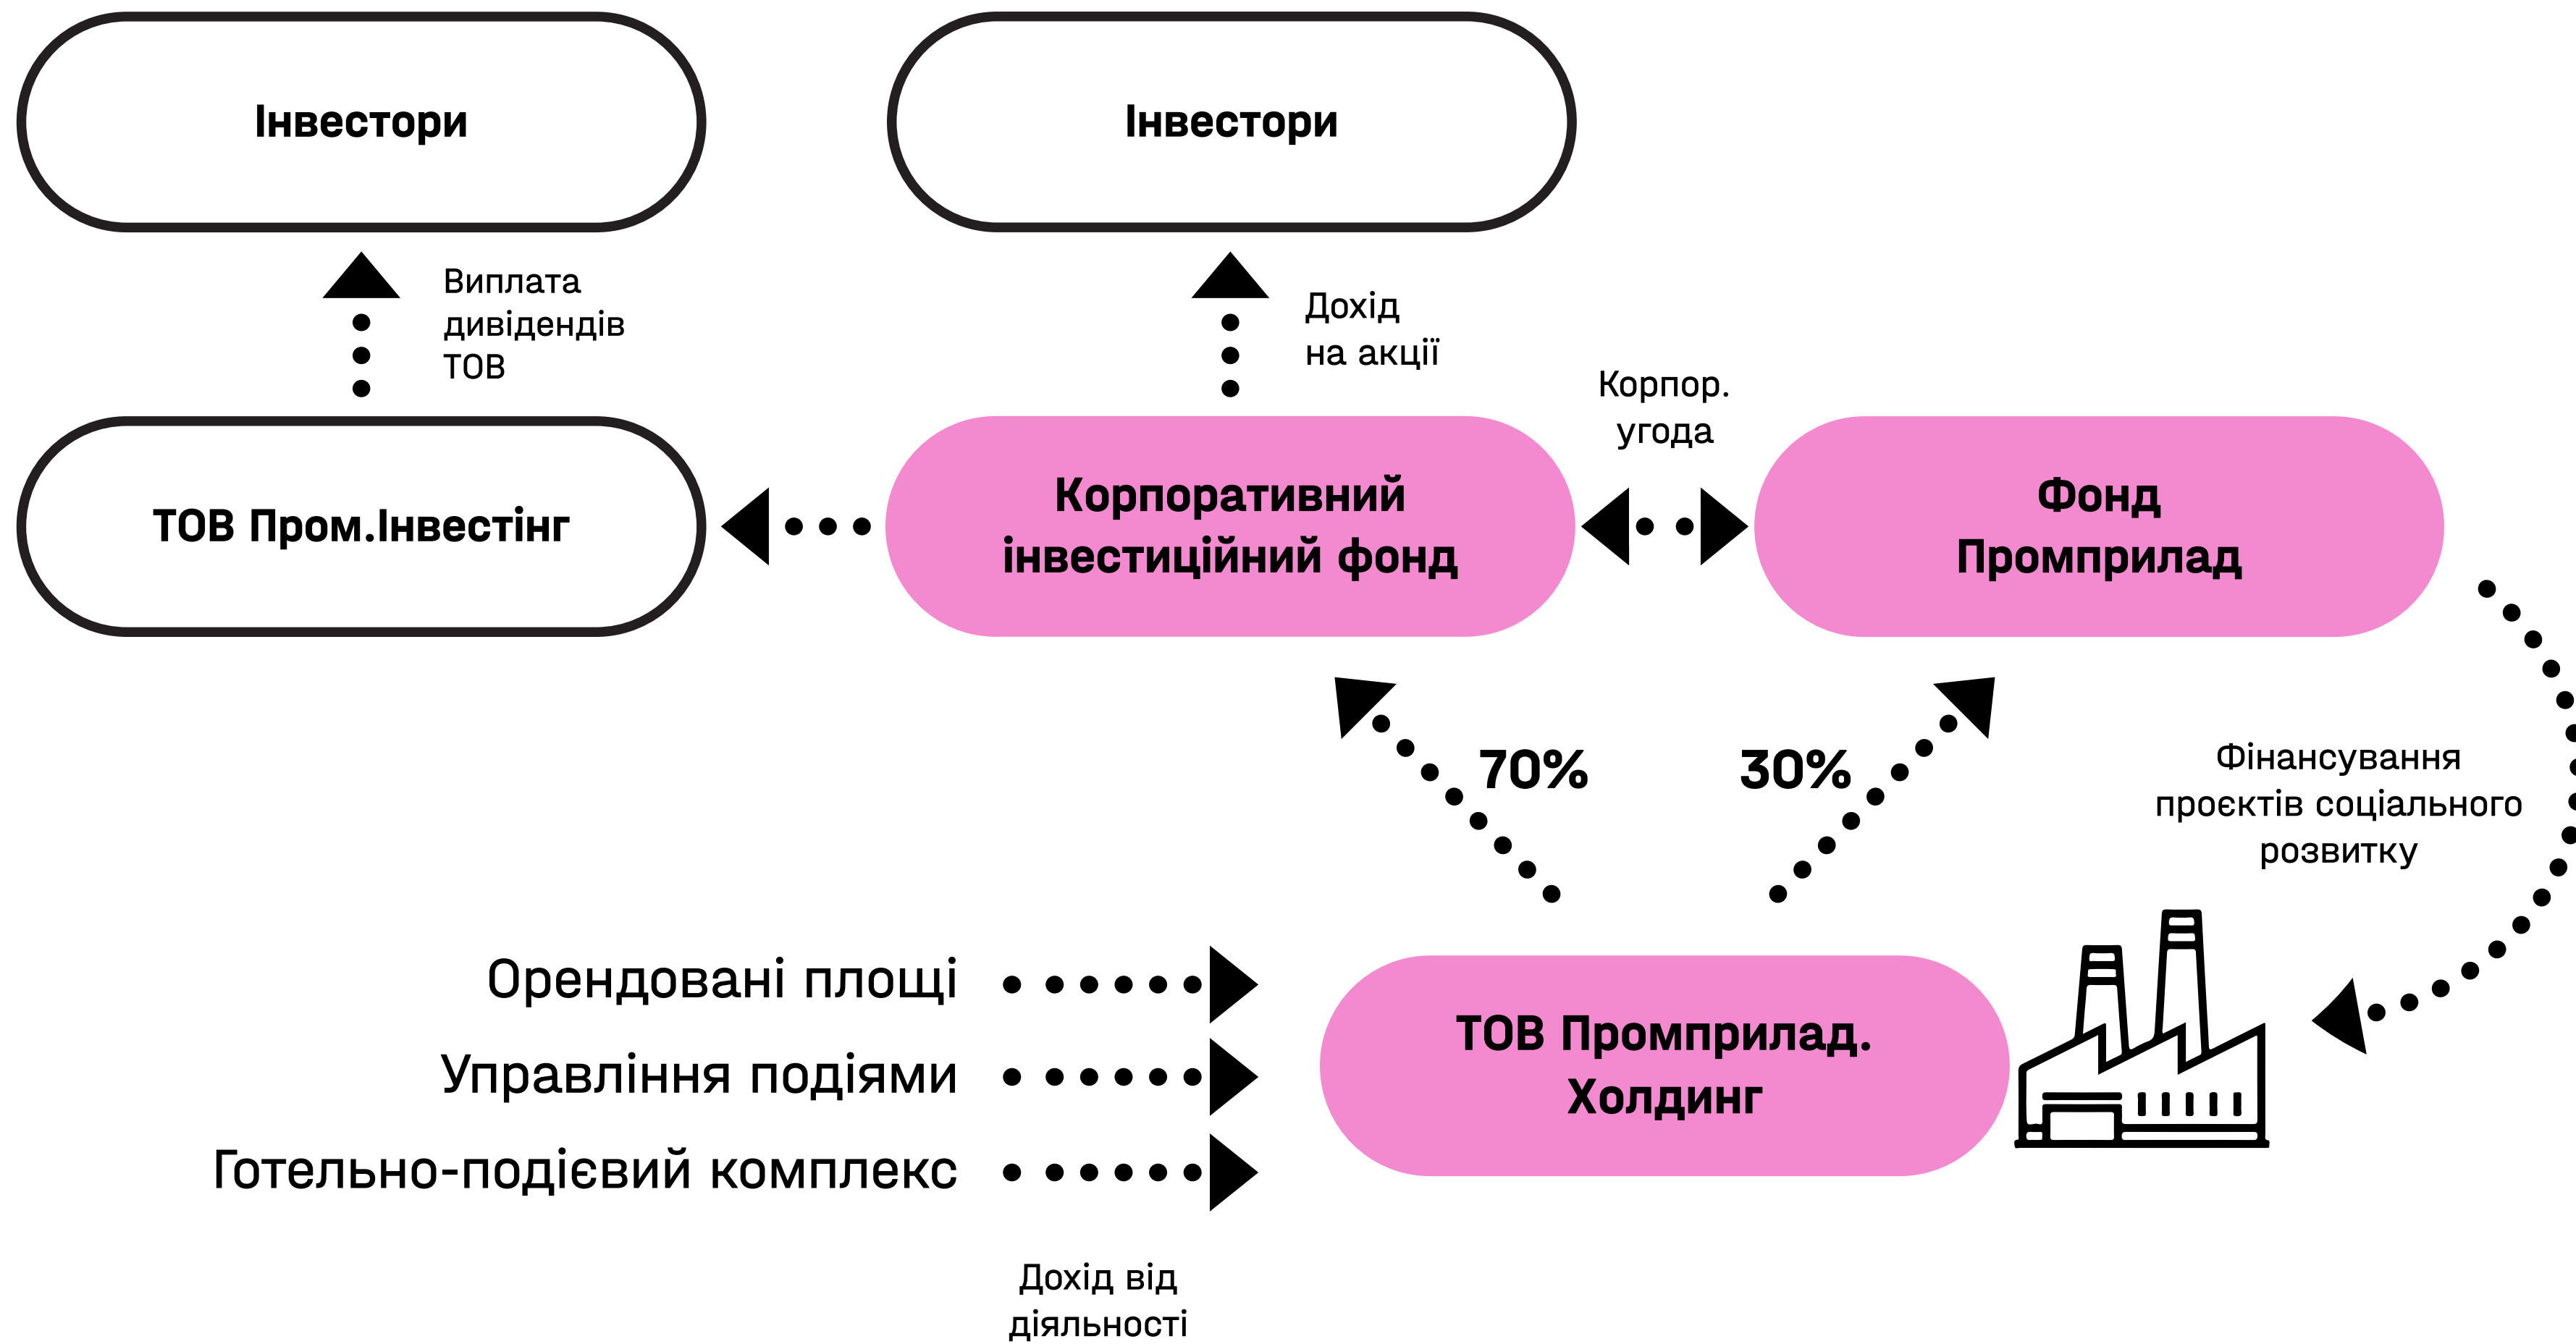 Інвестори
Інвестори
Виплата
дивідендів
ТОВ
Дохід
на акції
Корпор.
угода
ТОВ Пром.Інвестінг
Корпоративний
інвестиційний фонд
Фонд
Промприлад
70%
30%
Фінансування
проєктів соціального
розвитку
Орендовані площі
Управління подіями
Готельно-подієвий комплекс
ТОВ Промприлад.
Холдинг
Дохід від
діяльності